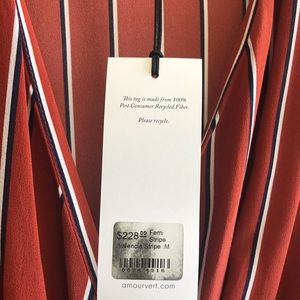 This tag is made from 100%
Post Consumer Recycled Fiber.
Please recycle.
$228.00 Fem
Stripe
Valencia Stripe :M
amourvert.com